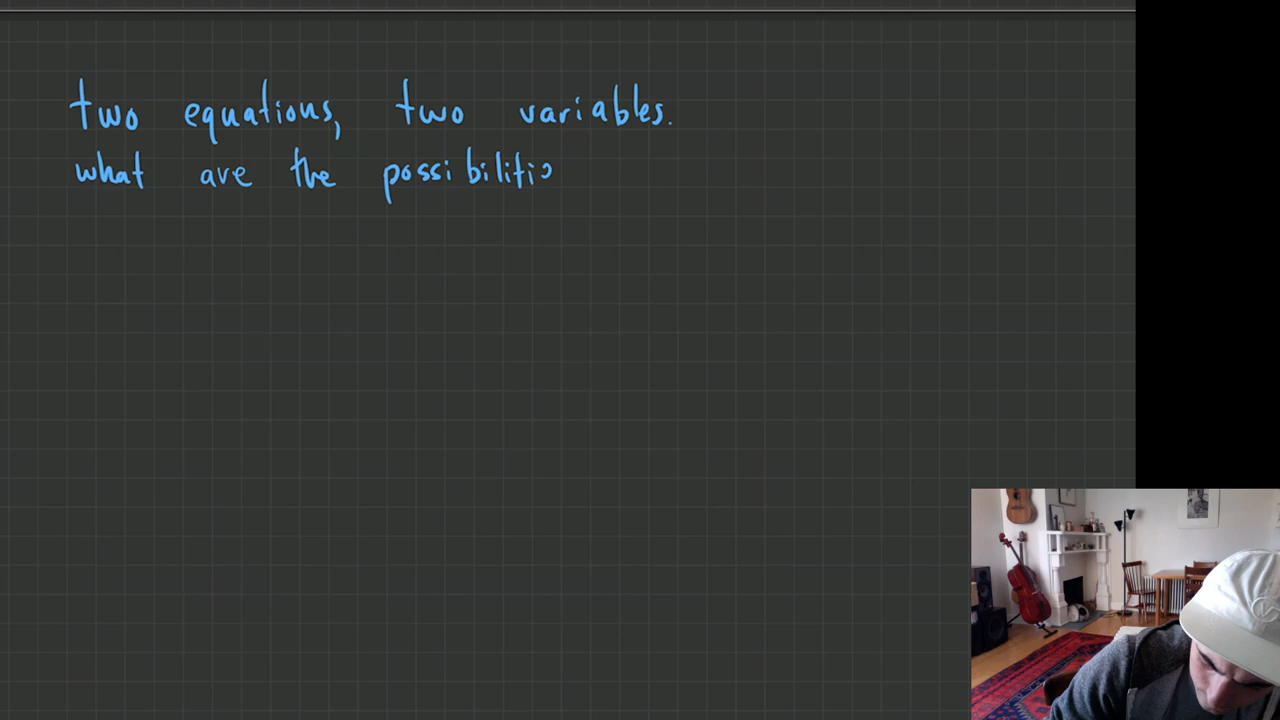 two equations, two variables.
what are the possibiliti